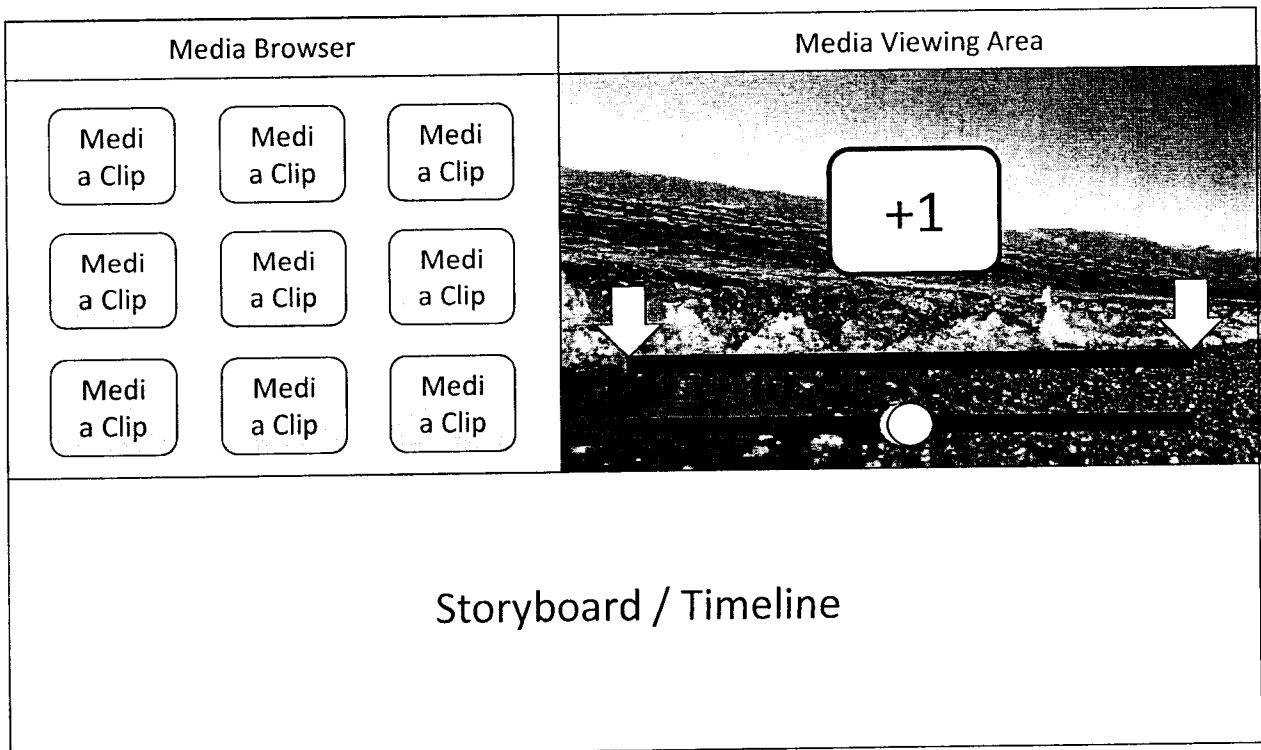 Media Browser
Media Viewing Area
Medi
a Clip
Medi
a Clip
Medi
a Clip
+1
Medi
a Clip
Medi
a Clip
Medi
a Clip
Medi
a Clip
Medi
a Clip
Medi
a Clip
Storyboard / Timeline